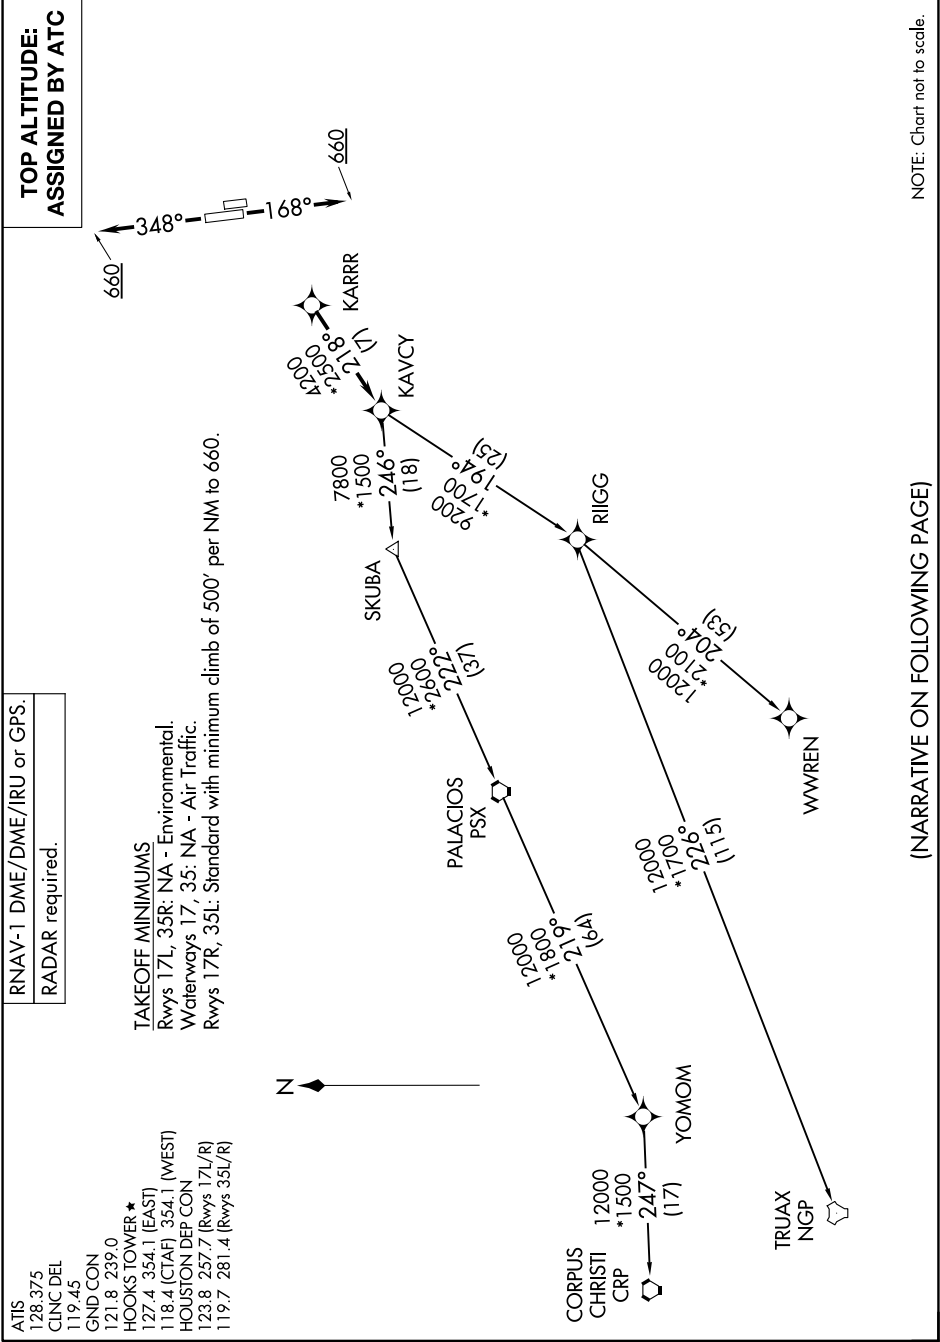 ATIS
128.375
CLNC DEL
119.45
GND CON
121.8 239.0
HOOKS TOWER ★
127.4 354.1 (EAST)
118.4 (CTAF) 354.1 (WEST)
HOUSTON DEP CON
123.8 257.7 (Rwys 17L/R)
119.7 281.4 (Rwys 35L/R)
RNAV-1 DME/DME/IRU or GPS.
RADAR required.
TOP ALTITUDE:
ASSIGNED BY ATC
TAKEOFF MINIMUMS
Rwys 17L, 35R: NA - Environmental.
Waterways 17, 35: NA - Air Traffic.
Rwys 17R, 35L: Standard with minimum climb of 500' per NM to 660.
660
348°
168°
660
N
KARRR
4200
*2500
218°
(7)
KAVCY
7800
*1500
246°
(18)
SKUBA
9200
*1700
194°
(25)
RIIGG
12000
*2600
222°
(37)
PALACIOS
PSX
12000
*2100
204°
(53)
WWREN
12000
*1800
219°
(64)
YOMOM
12000
*1700
226°
(115)
TRUAX
NGP
12000
*1500
247°
(17)
CORPUS
CHRISTI
CRP
NOTE: Chart not to scale.
(NARRATIVE ON FOLLOWING PAGE)